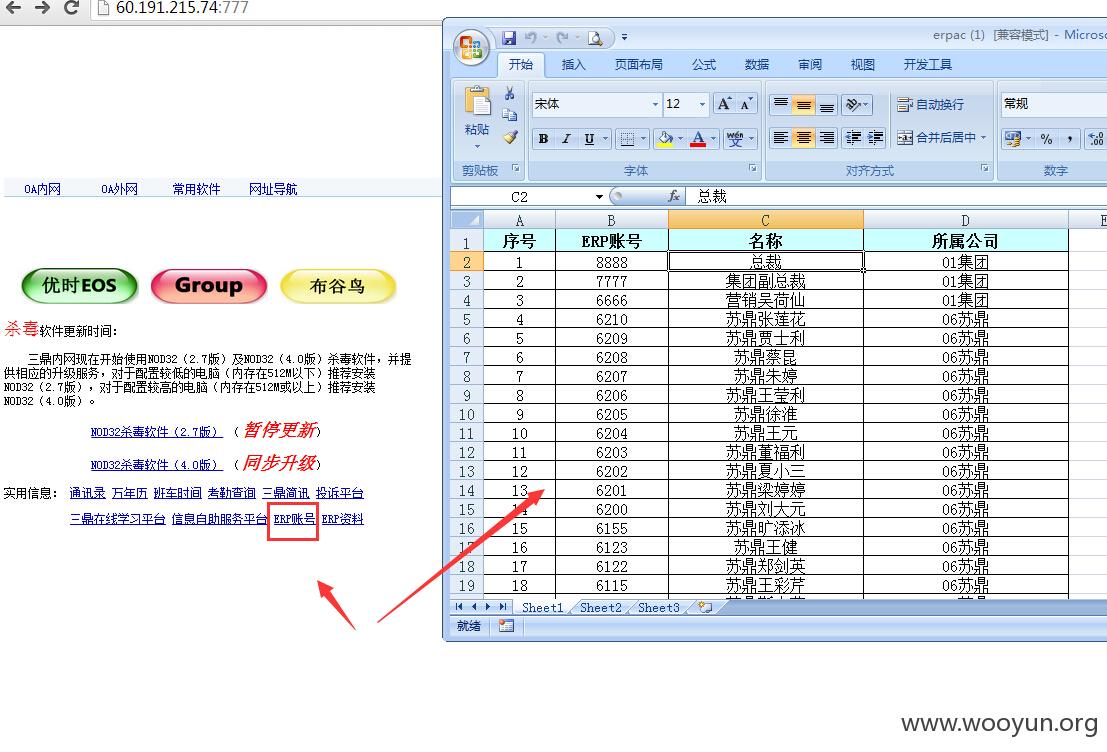 60.191.215.74:777
OA内网 OA外网 常用软件 网址导航
优时EOS Group 布谷鸟
杀毒软件更新时间：
三鼎内网现在开始使用NOD32（2.7版）及NOD32（4.0版）杀毒软件，并提
供相应的升级服务，对于配置较低的电脑（内存在512M以下）推荐安装
NOD32（2.7版），对于配置较高的电脑（内存在512M或以上）推荐安装
NOD32（4.0版）。
NOD32杀毒软件（2.7版）（暂停更新）
NOD32杀毒软件（4.0版）（同步升级）
实用信息： 通讯录 万年历 班车时间 考勤查询 三鼎简讯 投诉平台
三鼎在线学习平台 信息自助服务平台 ERP账号 ERP资料
erpac (1) [兼容模式] - Microso
开始 插入 页面布局 公式 数据 审阅 视图 开发工具
粘贴
宋体 12 A A
自动换行
常规
B I U A wén文
合并后居中
% , .00
剪贴板 字体 对齐方式 数字
C2 fx 总裁
A B C D E
1 序号 ERP账号 名称 所属公司
2 1 8888 总裁 01集团
3 2 7777 集团副总裁 01集团
4 3 6666 营销吴荷仙 01集团
5 4 6210 苏鼎张莲花 06苏鼎
6 5 6209 苏鼎贾士利 06苏鼎
7 6 6208 苏鼎蔡昆 06苏鼎
8 7 6207 苏鼎朱婷 06苏鼎
9 8 6206 苏鼎王莹利 06苏鼎
10 9 6205 苏鼎徐淮 06苏鼎
11 10 6204 苏鼎王元 06苏鼎
12 11 6203 苏鼎董福利 06苏鼎
13 12 6202 苏鼎夏小三 06苏鼎
14 13 6201 苏鼎梁婷婷 06苏鼎
15 14 6200 苏鼎刘大元 06苏鼎
16 15 6155 苏鼎旷添冰 06苏鼎
17 16 6123 苏鼎王健 06苏鼎
18 17 6122 苏鼎郑剑英 06苏鼎
19 18 6115 苏鼎王彩芹 06苏鼎
Sheet1 Sheet2 Sheet3
就绪
www.wooyun.org